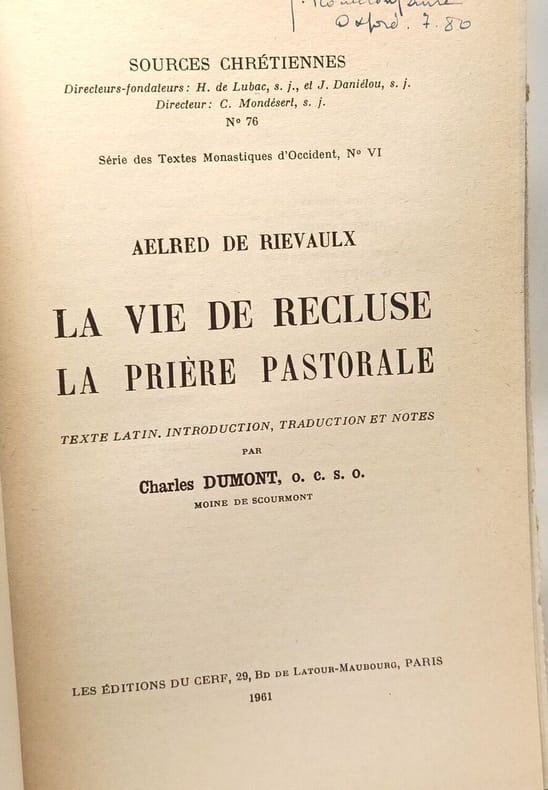 Oxford. 7. 80
SOURCES CHRÉTIENNES
Directeurs-fondateurs : H. de Lubac, s. j., et J. Daniélou, s. j.
Directeur : C. Mondésert, s. j.
Nº 76
Série des Textes Monastiques d'Occident, Nº VI
AELRED DE RIEVAULX
LA VIE DE RECLUSE
LA PRIÈRE PASTORALE
TEXTE LATIN. INTRODUCTION, TRADUCTION ET NOTES
PAR
Charles DUMONT, o. c. s. o.
MOINE DE SCOURMONT
LES ÉDITIONS DU CERF, 29, BD DE LATOUR-MAUBOURG, PARIS
1961